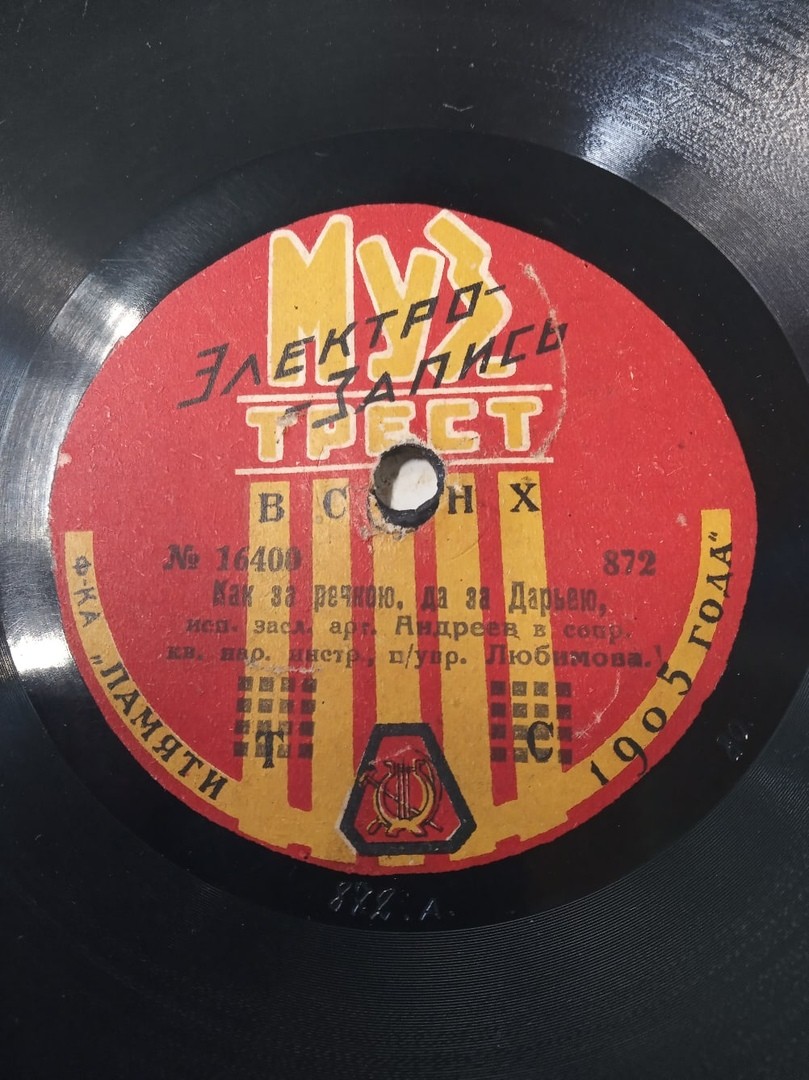 Муз
ЭЛЕКТРО-
-ЗАПИСЬ
ТРЕСТ
В С Н Х
№ 16400 872
Как за речкою, да за Дарьею,
исп. засл. арт. Андреев в сопр.
кв. нар. инстр., п/упр. Любимова.
Т С
Ф-КА „ПАМЯТИ 1905 ГОДА“
872 А.